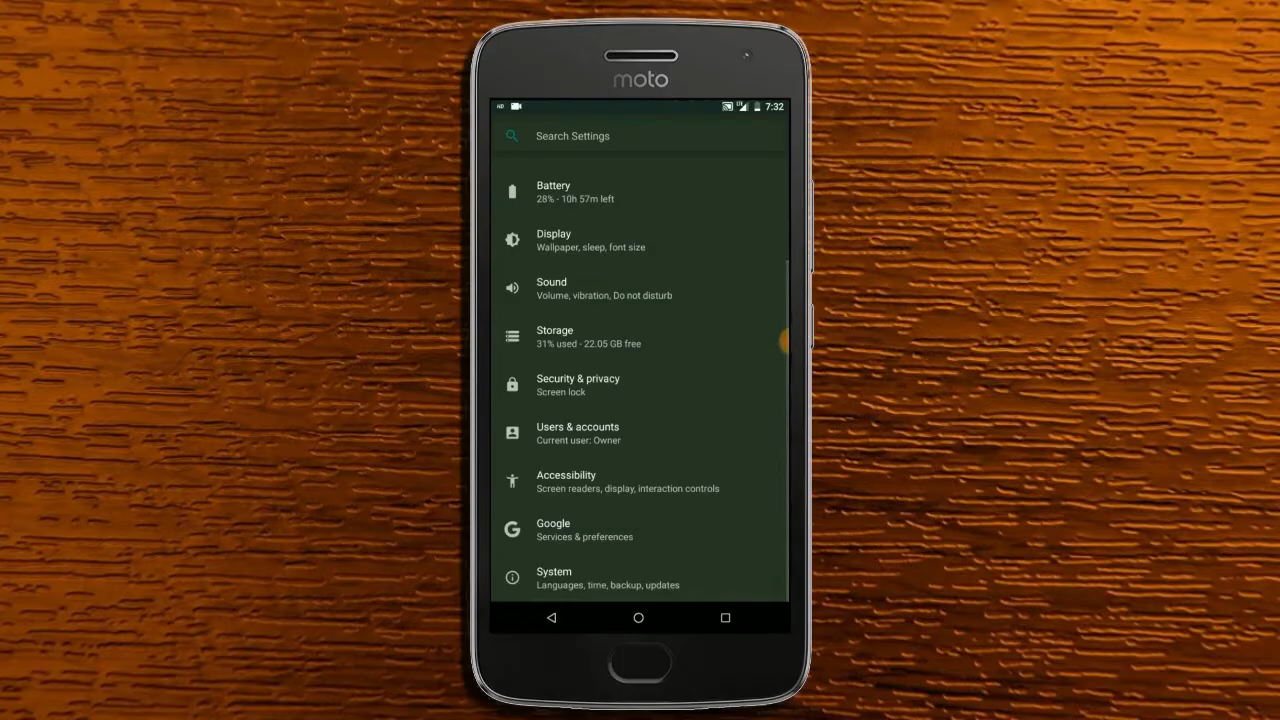 moto
HD
7:32
Search Settings
Battery
28% - 10h 57m left
Display
Wallpaper, sleep, font size
Sound
Volume, vibration, Do not disturb
Storage
31% used - 22.05 GB free
Security & privacy
Screen lock
Users & accounts
Current user: Owner
Accessibility
Screen readers, display, interaction controls
Google
Services & preferences
System
Languages, time, backup, updates